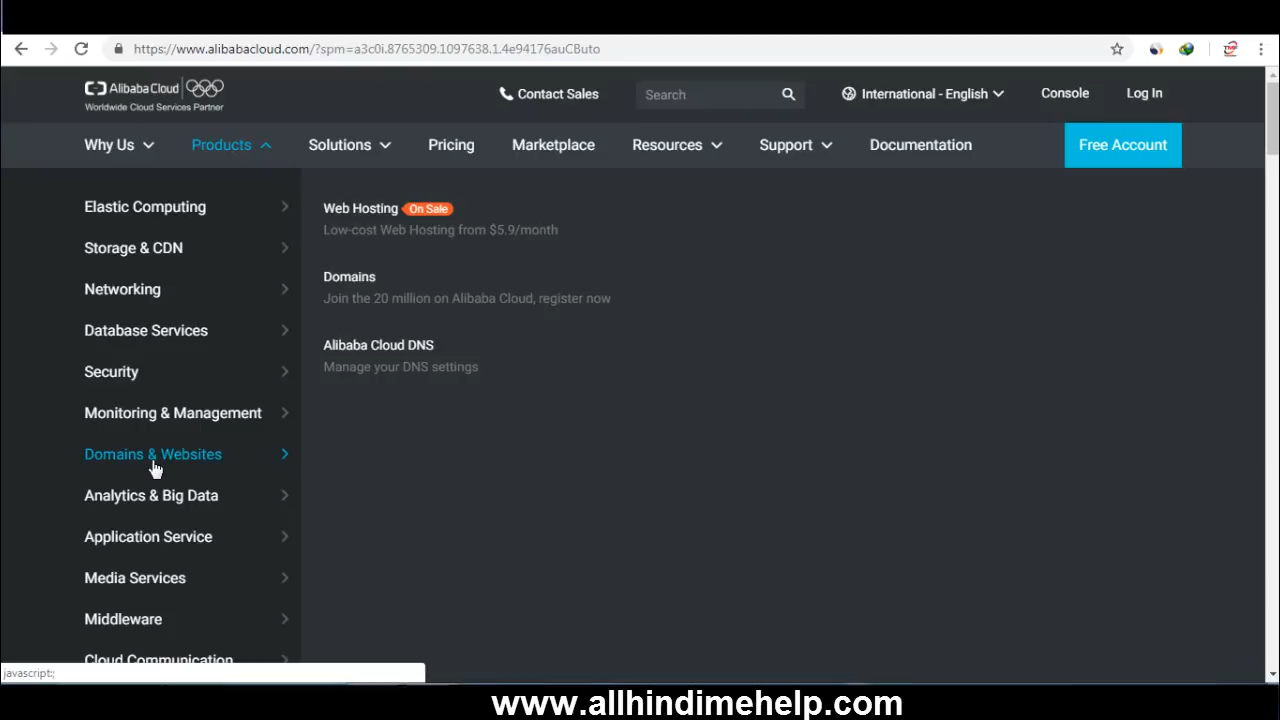 https://www.alibabacloud.com/?spm=a3c0i.8765309.1097638.1.4e94176auCButo
Alibaba Cloud
Worldwide Cloud Services Partner
Contact Sales
Search
International - English
Console
Log In
Why Us
Products
Solutions
Pricing
Marketplace
Resources
Support
Documentation
Free Account
Elastic Computing
Storage & CDN
Networking
Database Services
Security
Monitoring & Management
Domains & Websites
Analytics & Big Data
Application Service
Media Services
Middleware
Cloud Communication
Web Hosting On Sale
Low-cost Web Hosting from $5.9/month
Domains
Join the 20 million on Alibaba Cloud, register now
Alibaba Cloud DNS
Manage your DNS settings
javascript:;
www.allhindimehelp.com